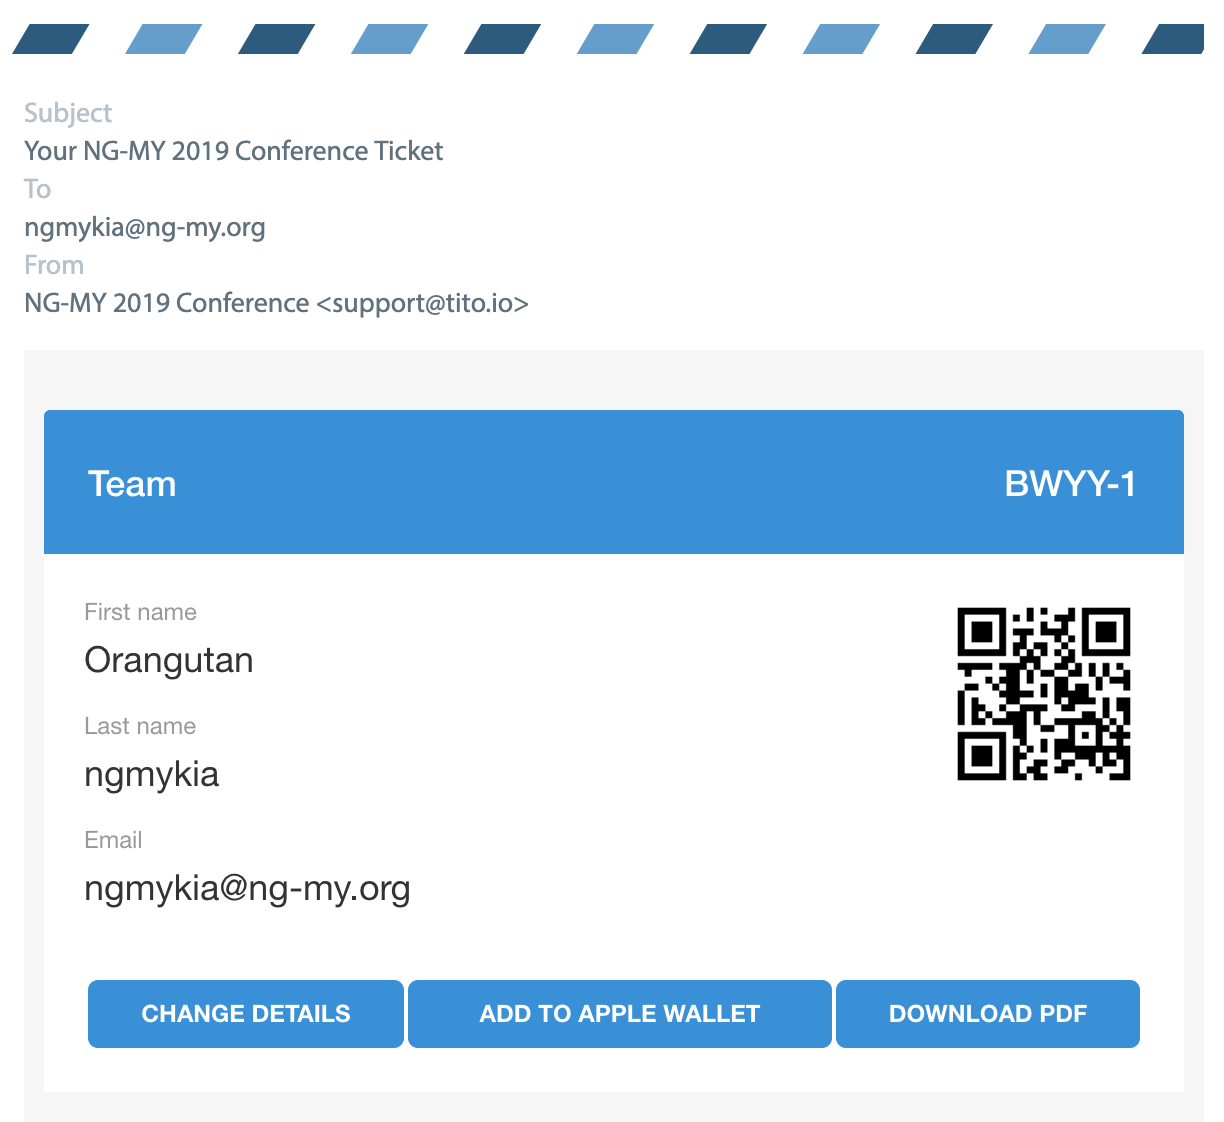 Subject
Your NG-MY 2019 Conference Ticket
To
ngmykia@ng-my.org
From
NG-MY 2019 Conference <support@tito.io>
Team BWYY-1
First name
Orangutan
Last name
ngmykia
Email
ngmykia@ng-my.org
CHANGE DETAILS ADD TO APPLE WALLET DOWNLOAD PDF